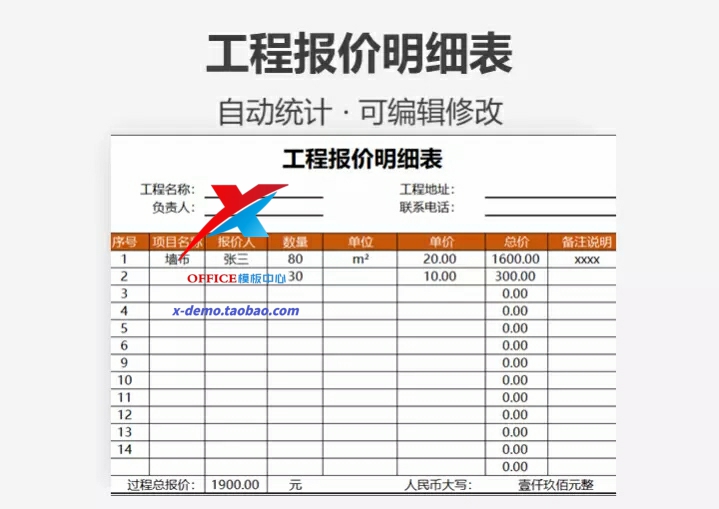 工程报价明细表
自动统计 · 可编辑修改
工程报价明细表
工程名称： 工程地址：
负责人： 联系电话：
序号 项目名称 报价人 数量 单位 单价 总价 备注说明
1 墙布 张三 80 m² 20.00 1600.00 xxxx
2 30 10.00 300.00
OFFICE模版中心
3 0.00
x-demo.taobao.com
4 0.00
5 0.00
6 0.00
9 0.00
10 0.00
11 0.00
12 0.00
13 0.00
14 0.00
0.00
过程总报价： 1900.00 元 人民币大写： 壹仟玖佰元整